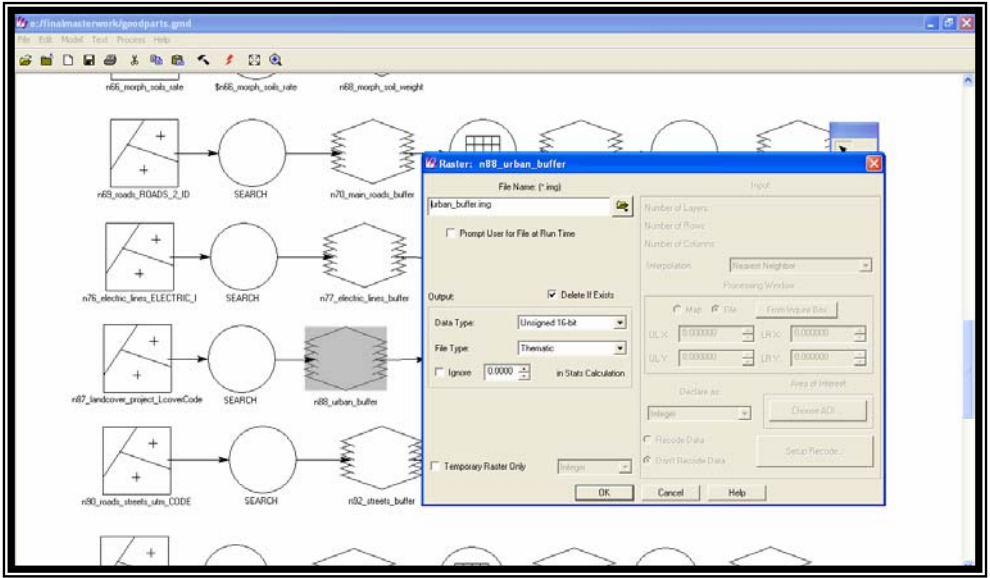 e:/finalmasterwork/goodparts.gmd
File Edit Model Text Process Help
n66_morph_soils_rate $n66_morph_soils_rate n68_morph_soil_weight
n69_roads_ROADS_2_ID SEARCH n70_main_roads_buffer
n76_electric_lines_ELECTRIC_I SEARCH n77_electric_lines_buffer
n87_landcover_project_LcoverCode SEARCH n88_urban_buffer
n90_roads_streets_utm_CODE SEARCH n92_streets_buffer
Raster: n88_urban_buffer
File Name: (*.img)
urban_buffer.img
Prompt User for File at Run Time
Output:
Delete If Exists
Data Type: Unsigned 16-bit
File Type: Thematic
Ignore 0.0000 in Stats Calculation
Temporary Raster Only Integer
Input:
Number of Layers:
Number of Rows:
Number of Columns:
Interpolation: Nearest Neighbor
Processing Window:
Map File From Inquire Box
UL X: 0.000000 LR X: 0.000000
UL Y: 0.000000 LR Y: 0.000000
Declare as:
Integer
Area of Interest:
Choose AOI ...
Recode Data
Don't Recode Data
Setup Recode...
OK Cancel Help